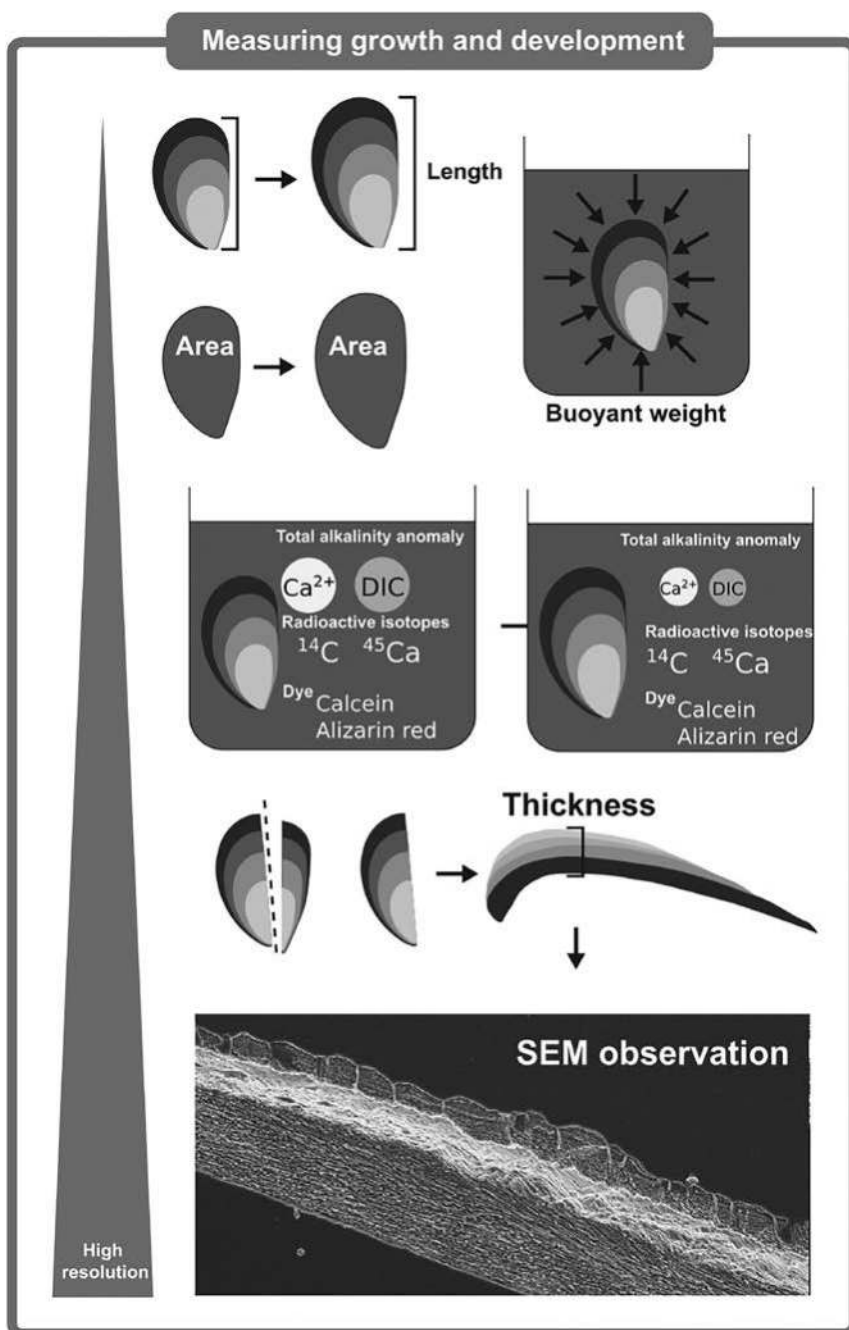 Measuring growth and development
Length
Area
Area
Buoyant weight
Total alkalinity anomaly
Ca²⁺ DIC
Radioactive isotopes
¹⁴C ⁴⁵Ca
Dye Calcein
Alizarin red
Total alkalinity anomaly
Ca²⁺ DIC
Radioactive isotopes
¹⁴C ⁴⁵Ca
Dye Calcein
Alizarin red
Thickness
SEM observation
High
resolution